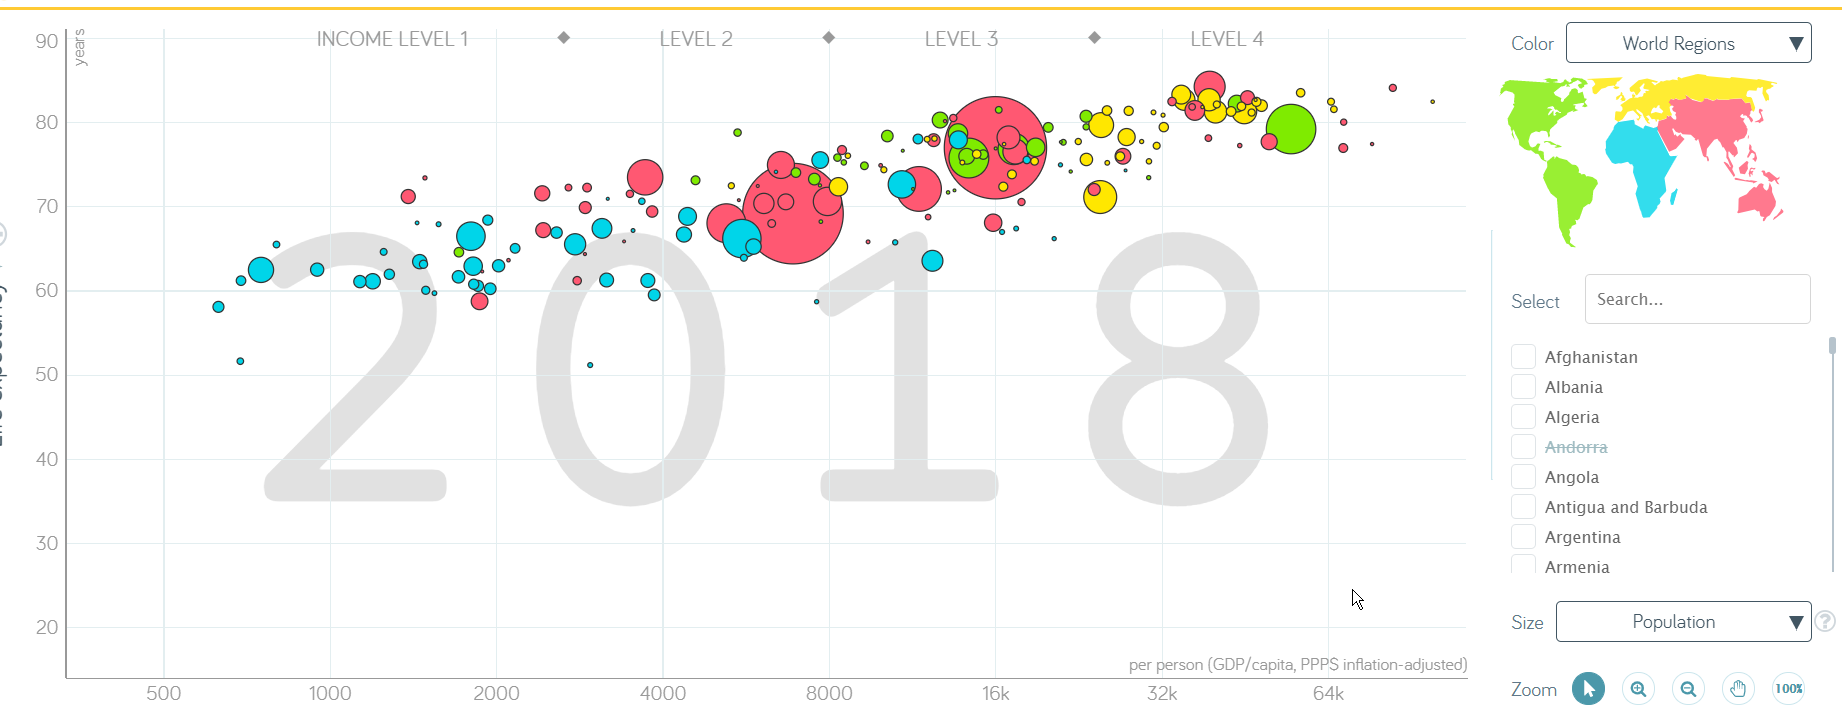 INCOME LEVEL 1
LEVEL 2
LEVEL 3
LEVEL 4
years
90
80
70
60
50
40
30
20
2018
per person (GDP/capita, PPP$ inflation-adjusted)
500
1000
2000
4000
8000
16k
32k
64k
Color
World Regions
Select
Search...
Afghanistan
Albania
Algeria
Andorra
Angola
Antigua and Barbuda
Argentina
Armenia
Size
Population
?
Zoom
100%